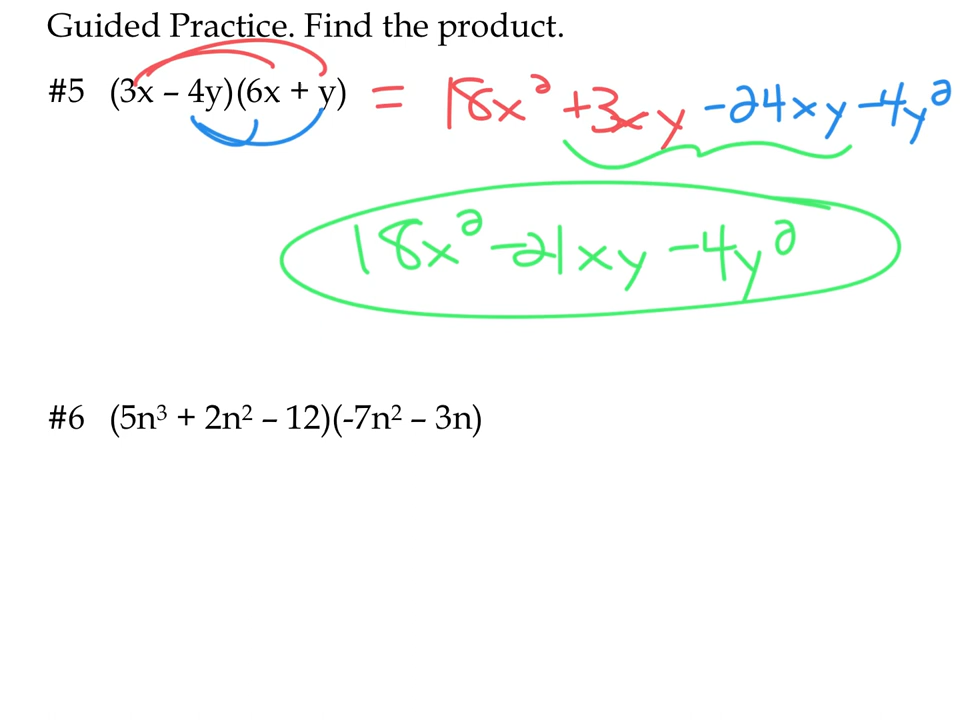 Guided Practice. Find the product.
#5 (3x – 4y)(6x + y) = 18x² +3xy -24xy -4y²
18x² -21xy -4y²
#6 (5n³ + 2n² – 12)(-7n² – 3n)